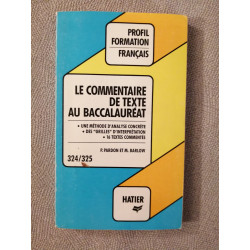 PROFIL
FORMATION
FRANÇAIS
LE COMMENTAIRE
DE TEXTE
AU BACCALAURÉAT
• UNE MÉTHODE D'ANALYSE CONCRÈTE
• DES "GRILLES" D'INTERPRÉTATION
• 16 TEXTES COMMENTÉS
P. PARDON ET M. BARLOW
324/325
HATIER